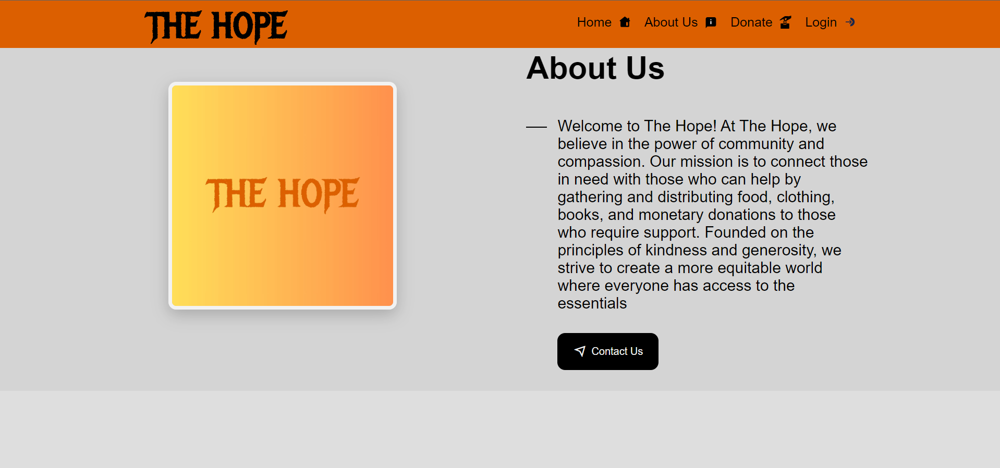 THE HOPE
Home About Us Donate Login
About Us
THE HOPE
Welcome to The Hope! At The Hope, we
believe in the power of community and
compassion. Our mission is to connect those
in need with those who can help by
gathering and distributing food, clothing,
books, and monetary donations to those
who require support. Founded on the
principles of kindness and generosity, we
strive to create a more equitable world
where everyone has access to the
essentials
Contact Us